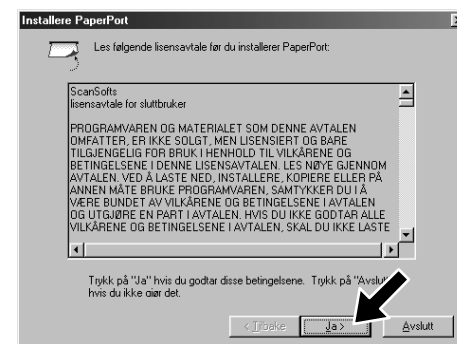 Installere PaperPort
Les følgende lisensavtale før du installerer PaperPort:
ScanSofts
lisensavtale for sluttbruker
PROGRAMVAREN OG MATERIALET SOM DENNE AVTALEN
OMFATTER, ER IKKE SOLGT, MEN LISENSIERT OG BARE
TILGJENGELIG FOR BRUK I HENHOLD TIL VILKÅRENE OG
BETINGELSENE I DENNE LISENSAVTALEN. LES NØYE GJENNOM
AVTALEN. VED Å LASTE NED, INSTALLERE, KOPIERE ELLER PÅ
ANNEN MÅTE BRUKE PROGRAMVAREN, SAMTYKKER DU I Å
VÆRE BUNDET AV VILKÅRENE OG BETINGELSENE I AVTALEN
OG UTGJØRE EN PART I AVTALEN. HVIS DU IKKE GODTAR ALLE
VILKÅRENE OG BETINGELSENE I AVTALEN, SKAL DU IKKE LASTE
Trykk på "Ja" hvis du godtar disse betingelsene. Trykk på "Avslutt
hvis du ikke gjør det.
< Tilbake Ja > Avslutt